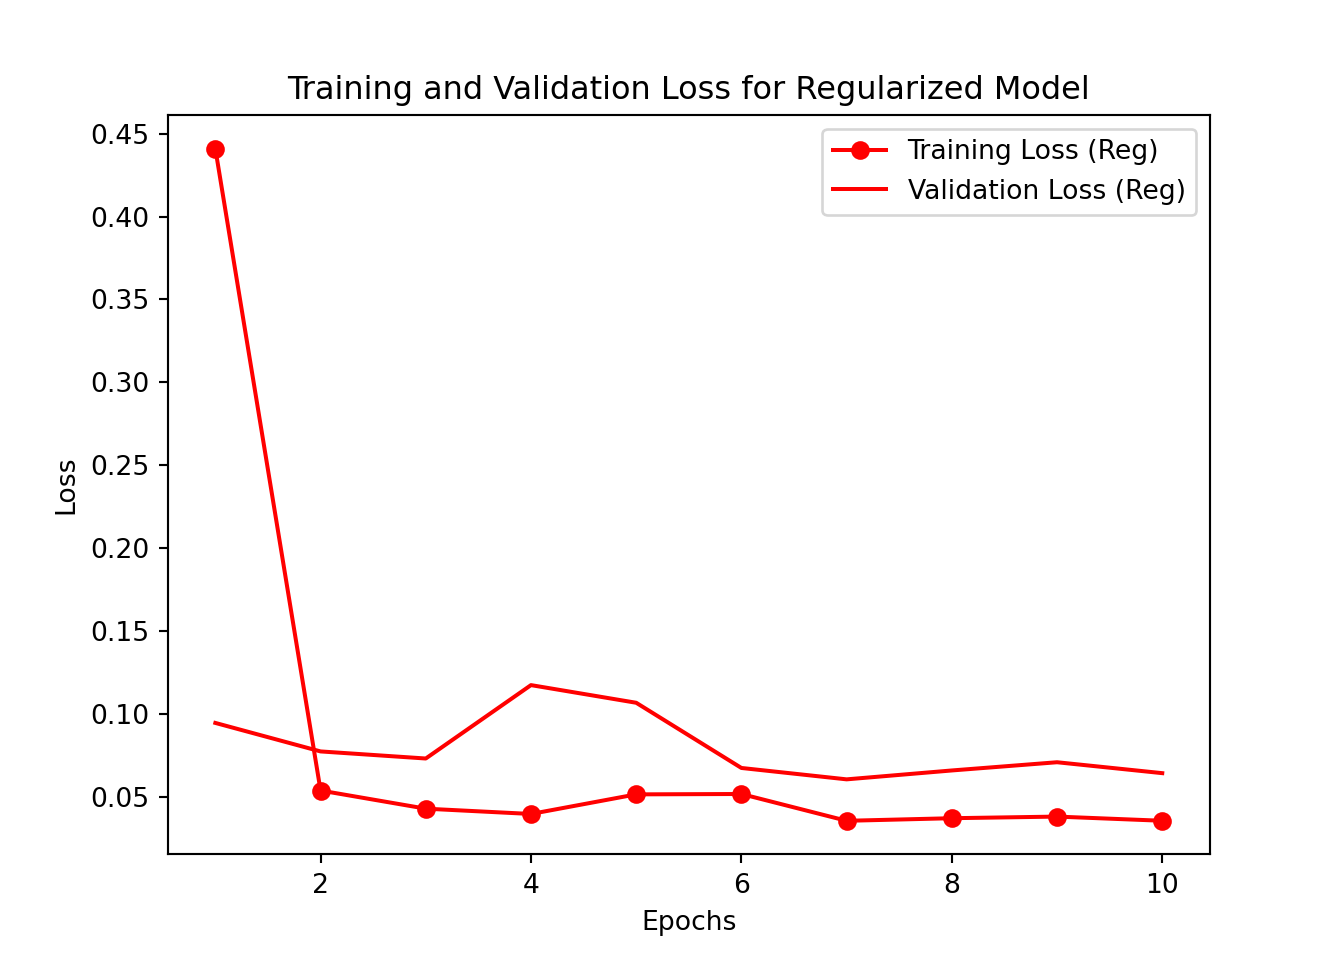 Training and Validation Loss for Regularized Model
Training Loss (Reg)
Validation Loss (Reg)
Loss
0.45
0.40
0.35
0.30
0.25
0.20
0.15
0.10
0.05
2 4 6 8 10
Epochs